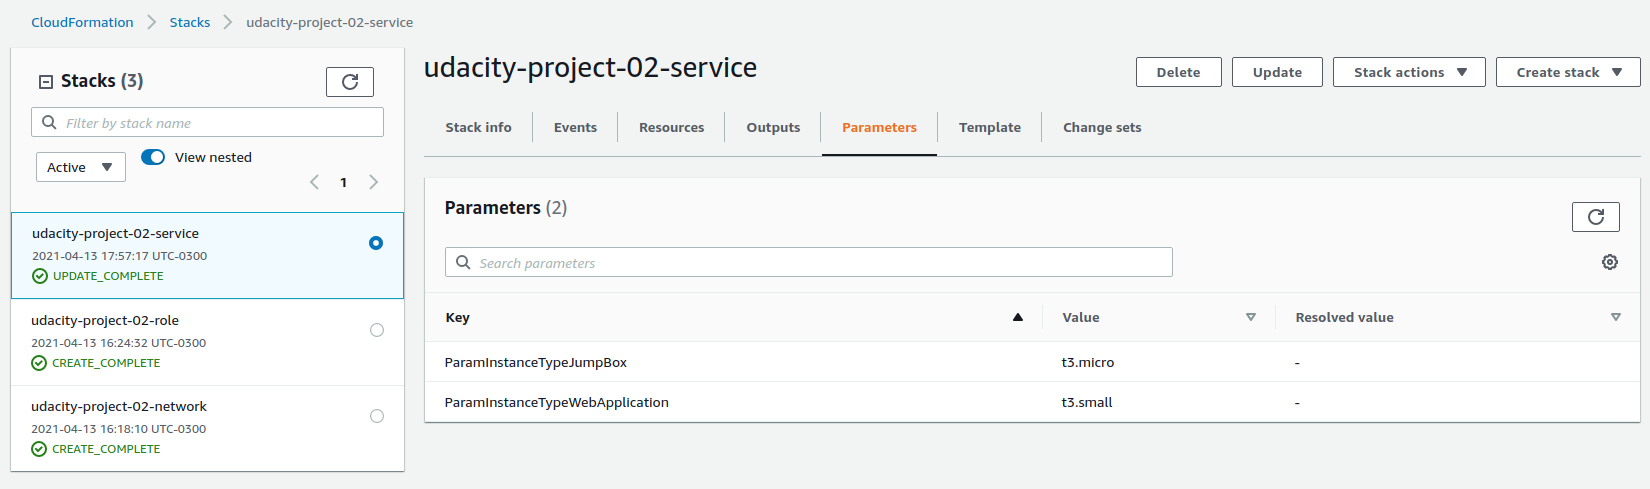 CloudFormation > Stacks > udacity-project-02-service
Stacks (3)
Filter by stack name
Active
View nested
1
udacity-project-02-service
2021-04-13 17:57:17 UTC-0300
UPDATE_COMPLETE
udacity-project-02-role
2021-04-13 16:24:32 UTC-0300
CREATE_COMPLETE
udacity-project-02-network
2021-04-13 16:18:10 UTC-0300
CREATE_COMPLETE
udacity-project-02-service
Delete Update Stack actions Create stack
Stack info Events Resources Outputs Parameters Template Change sets
Parameters (2)
Search parameters
Key Value Resolved value
ParamInstanceTypeJumpBox t3.micro -
ParamInstanceTypeWebApplication t3.small -